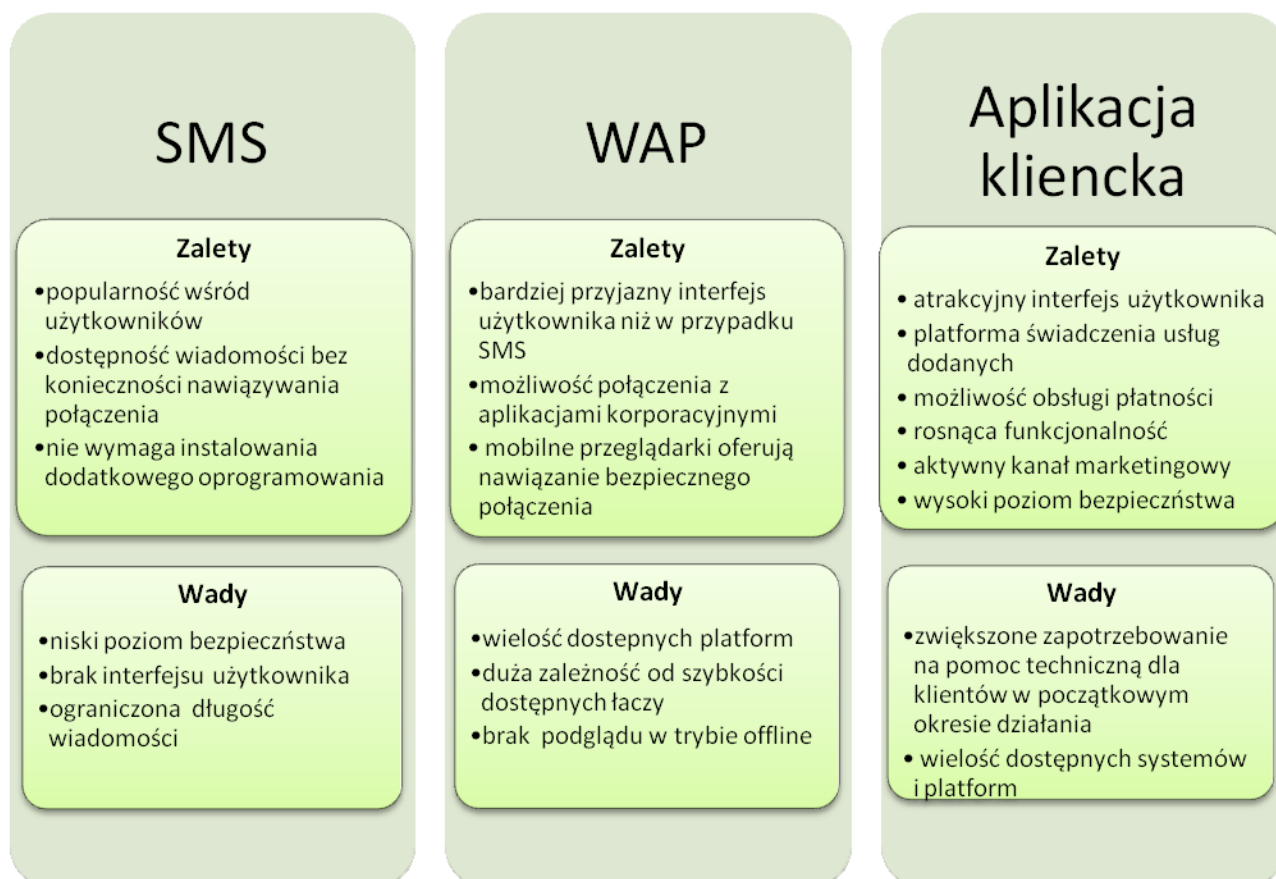 SMS
Zalety
•popularność wśród
użytkowników
•dostępność wiadomości bez
konieczności nawiązywania
połączenia
•nie wymaga instalowania
dodatkowego oprogramowania
Wady
•niski poziom bezpieczństwa
•brak interfejsu użytkownika
•ograniczona długość
wiadomości
WAP
Zalety
•bardziej przyjazny interfejs
użytkownika niż w przypadku
SMS
•możliwość połączenia z
aplikacjami korporacyjnymi
• mobilne przeglądarki oferują
nawiązanie bezpiecznego
połączenia
Wady
•wielość dostepnych platform
•duża zależność od szybkości
dostępnych łaczy
•brak podglądu w trybie offline
Aplikacja
kliencka
Zalety
• atrakcyjny interfejs użytkownika
• platforma świadczenia usług
dodanych
• możliwość obsługi płatności
• rosnąca funkcjonalność
• aktywny kanał marketingowy
• wysoki poziom bezpieczństwa
Wady
•zwiększone zapotrzebowanie
na pomoc techniczną dla
klientów w początkowym
okresie działania
• wielość dostępnych systemów
i platform